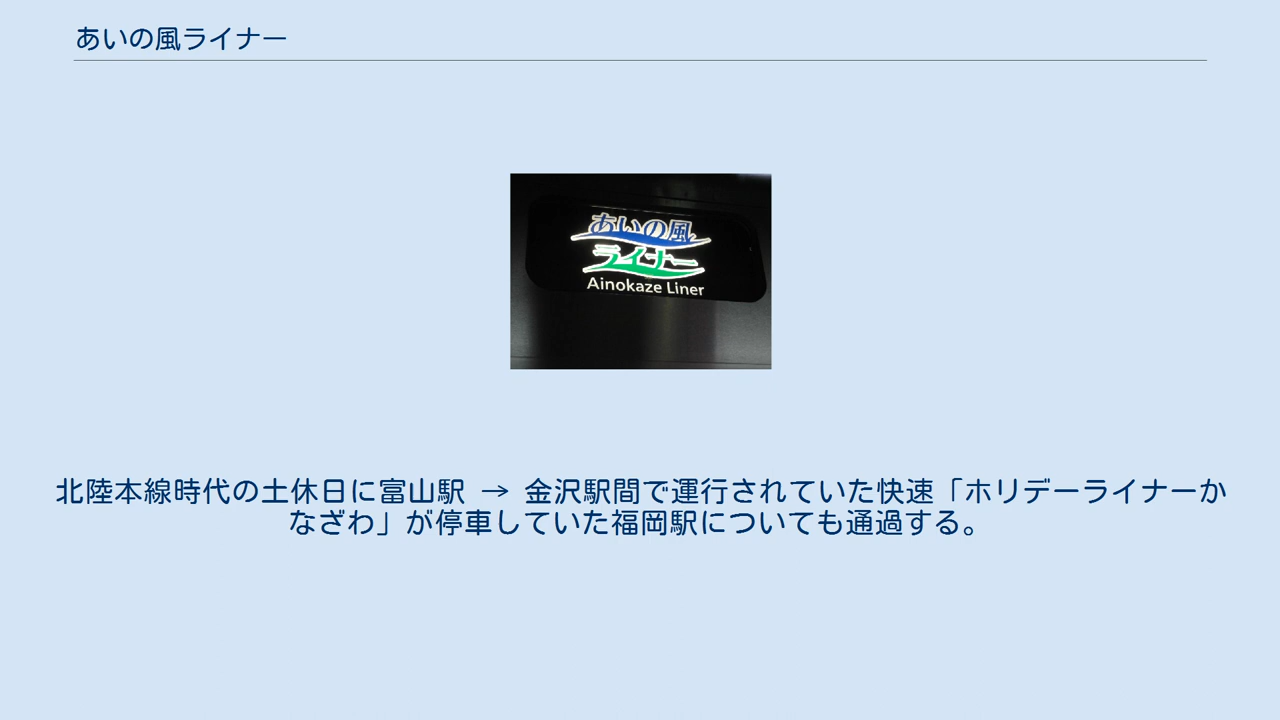 あいの風ライナー
あいの風
ライナー
Ainokaze Liner
北陸本線時代の土休日に富山駅 → 金沢駅間で運行されていた快速「ホリデーライナーか
なざわ」が停車していた福岡駅についても通過する。